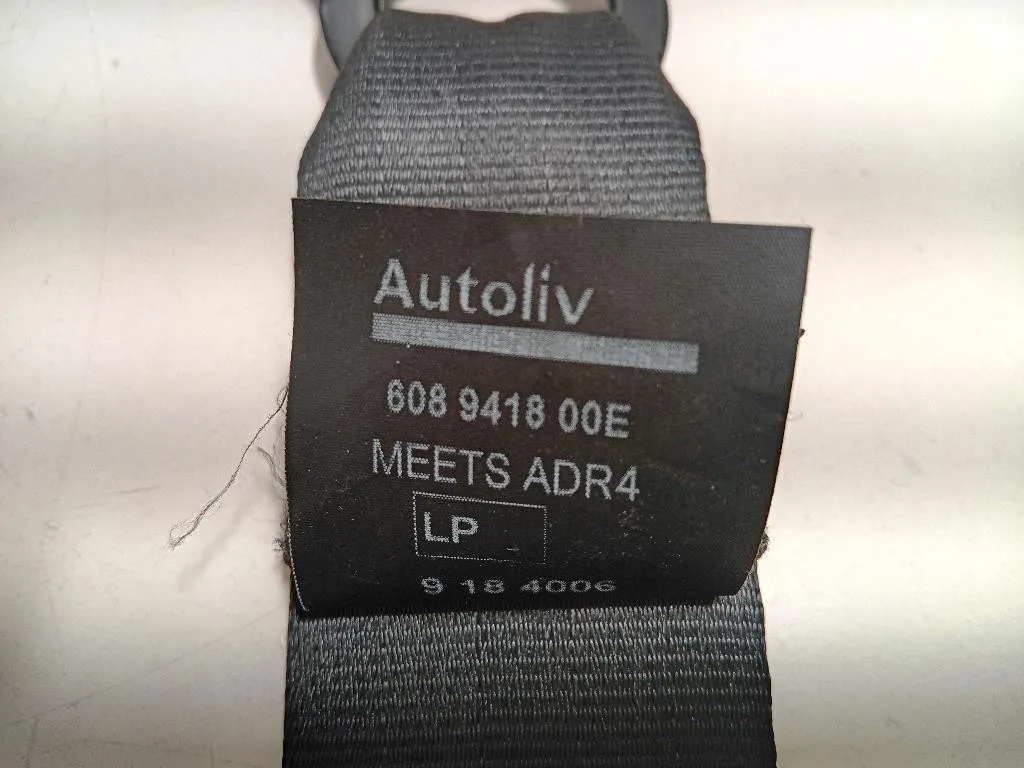 Autoliv
608 9418 00E
MEETS ADR4
LP
9 18 4006